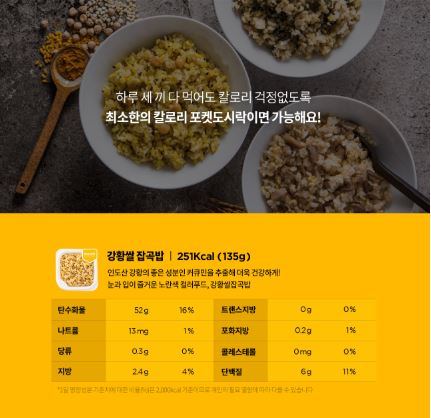 하루 세 끼 다 먹어도 칼로리 걱정없도록
최소한의 칼로리 포켓도시락이면 가능해요!
강황쌀 잡곡밥 | 251Kcal (135g)
인도산 강황의 좋은 성분인 커큐민을 추출해 더욱 건강하게!
눈과 입이 즐거운 노란색 컬러푸드, 강황쌀잡곡밥
탄수화물 52g 16% 트랜스지방 0g 0%
나트륨 13mg 1% 포화지방 0.2g 1%
당류 0.3g 0% 콜레스테롤 0mg 0%
지방 2.4g 4% 단백질 6g 11%
*1일 영양성분 기준치에 대한 비율(%)은 2,000kcal 기준이므로 개인의 필요 열량에 따라 다를 수 있습니다